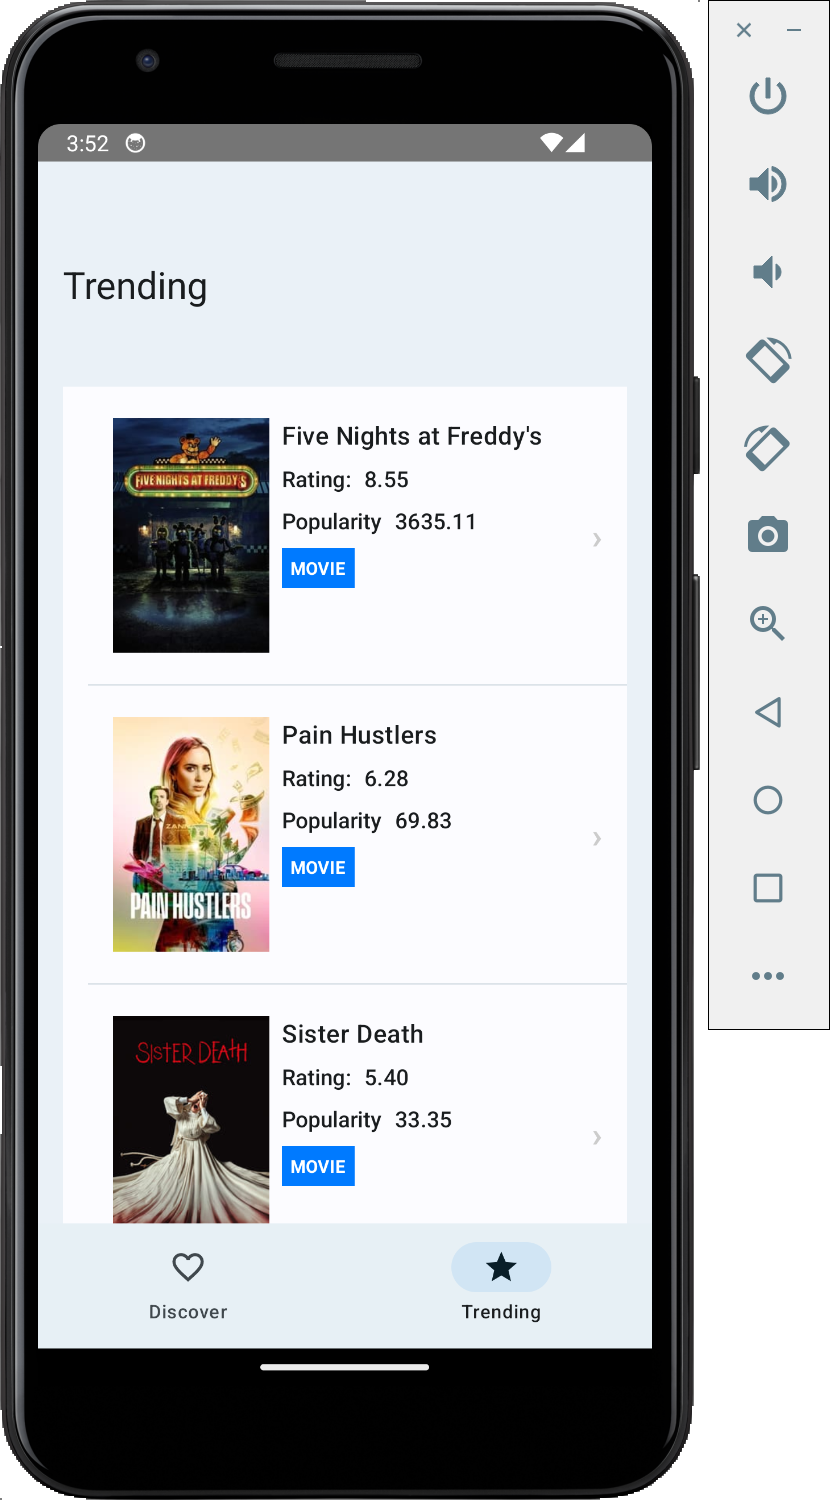 3:52
Trending
FIVE NIGHTS AT FREDDY'S
Five Nights at Freddy's
Rating: 8.55
Popularity 3635.11
MOVIE
PAIN HUSTLERS
Pain Hustlers
Rating: 6.28
Popularity 69.83
MOVIE
SISTER DEATH
Sister Death
Rating: 5.40
Popularity 33.35
MOVIE
Discover
Trending